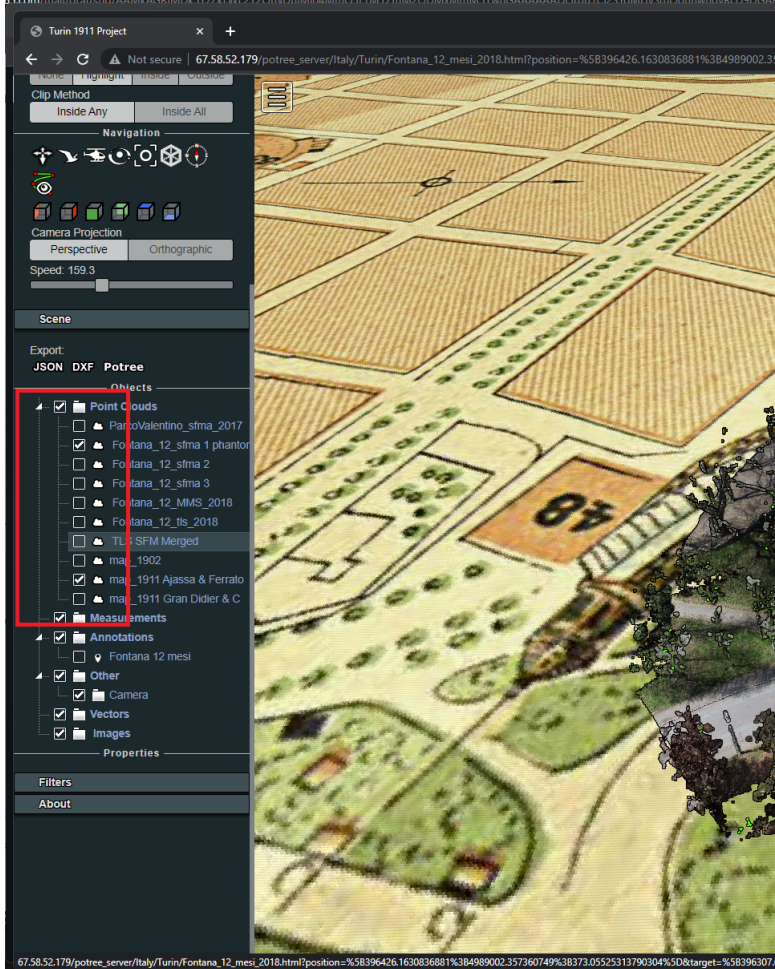 Turin 1911 Project
Not secure | 67.58.52.179/potree_server/Italy/Turin/Fontana_12_mesi_2018.html?position=%5B396426.1630836881%3B4989002.35
None Highlight Inside Outside
Clip Method
Inside Any Inside All
Navigation
Camera Projection
Perspective Orthographic
Speed: 159.3
Scene
Export:
JSON DXF Potree
Objects
Point Clouds
ParcoValentino_sfma_2017
Fontana_12_sfma 1 phantor
Fontana_12_sfma 2
Fontana_12_sfma 3
Fontana_12_MMS_2018
Fontana_12_tls_2018
TLS SFM Merged
map_1902
map_1911 Ajassa & Ferrato
map_1911 Gran Didier & C
Measurements
Annotations
Fontana 12 mesi
Other
Camera
Vectors
Images
Properties
Filters
About
48
67.58.52.179/potree_server/Italy/Turin/Fontana_12_mesi_2018.html?position=%5B396426.1630836881%3B4989002.357360749%3B373.05525313790304%5D&target=%5B396307.